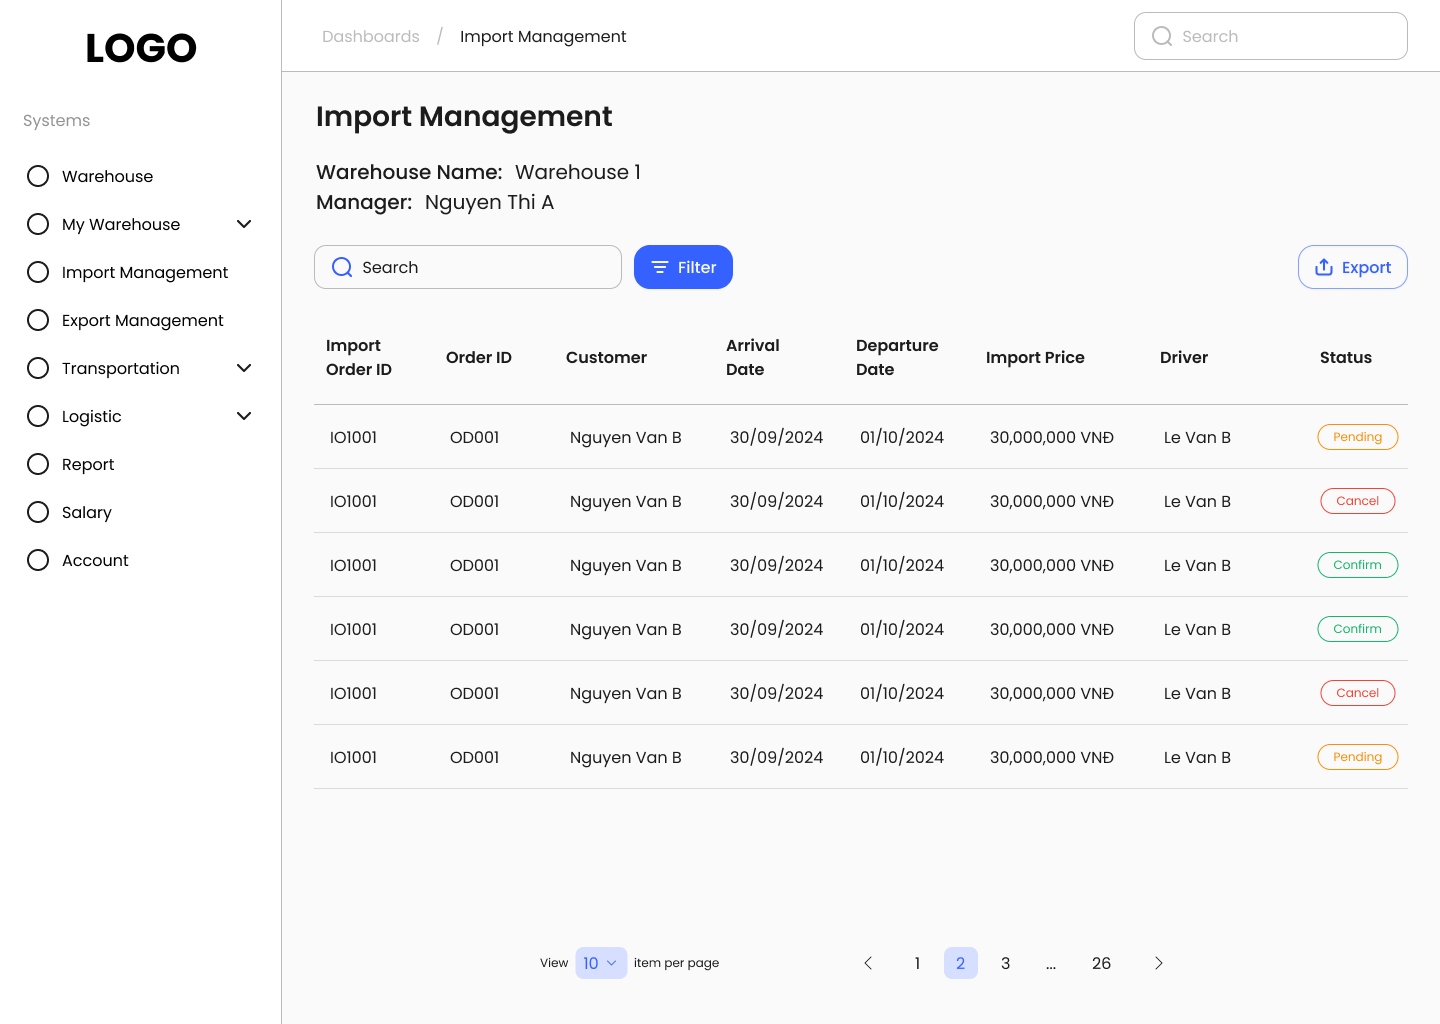 LOGO
Systems
Warehouse
My Warehouse
Import Management
Export Management
Transportation
Logistic
Report
Salary
Account
Dashboards / Import Management
Search
Import Management
Warehouse Name: Warehouse 1
Manager: Nguyen Thi A
Search
Filter
Export
Import Order ID
Order ID
Customer
Arrival Date
Departure Date
Import Price
Driver
Status
IO1001 OD001 Nguyen Van B 30/09/2024 01/10/2024 30,000,000 VNĐ Le Van B Pending
IO1001 OD001 Nguyen Van B 30/09/2024 01/10/2024 30,000,000 VNĐ Le Van B Cancel
IO1001 OD001 Nguyen Van B 30/09/2024 01/10/2024 30,000,000 VNĐ Le Van B Confirm
IO1001 OD001 Nguyen Van B 30/09/2024 01/10/2024 30,000,000 VNĐ Le Van B Confirm
IO1001 OD001 Nguyen Van B 30/09/2024 01/10/2024 30,000,000 VNĐ Le Van B Cancel
IO1001 OD001 Nguyen Van B 30/09/2024 01/10/2024 30,000,000 VNĐ Le Van B Pending
View 10 item per page
1 2 3 ... 26